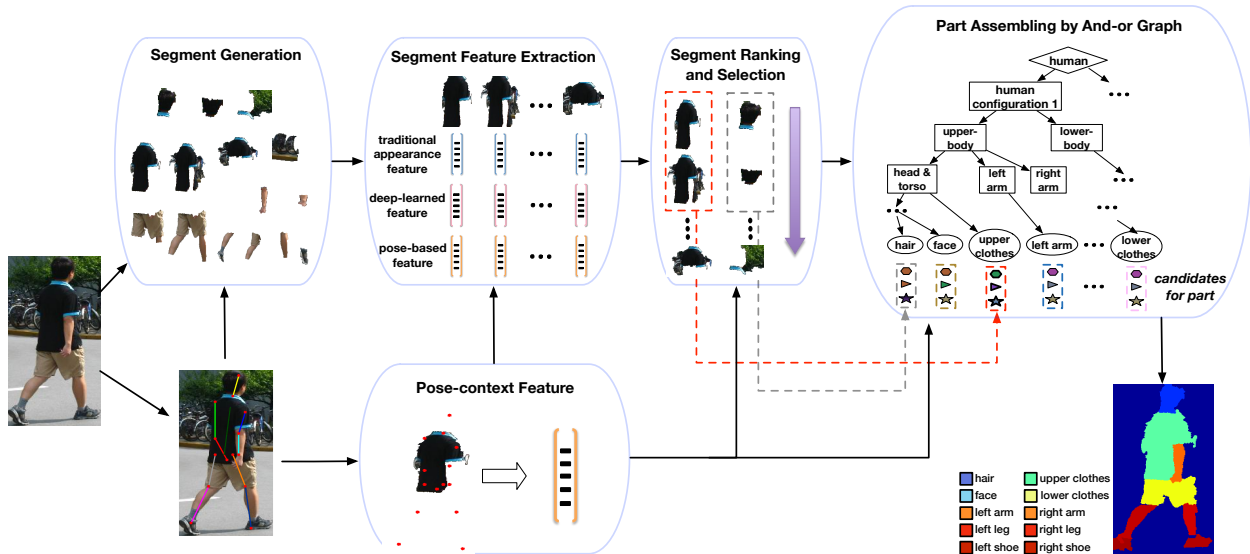 Segment Generation
Segment Feature Extraction
traditional
appearance
feature
deep-learned
feature
pose-based
feature
Segment Ranking
and Selection
Part Assembling by And-or Graph
human
human
configuration 1
upper-
body
lower-
body
head &
torso
left
arm
right
arm
hair
face
upper
clothes
left arm
lower
clothes
candidates
for part
Pose-context Feature
hair
face
left arm
left leg
left shoe
upper clothes
lower clothes
right arm
right leg
right shoe